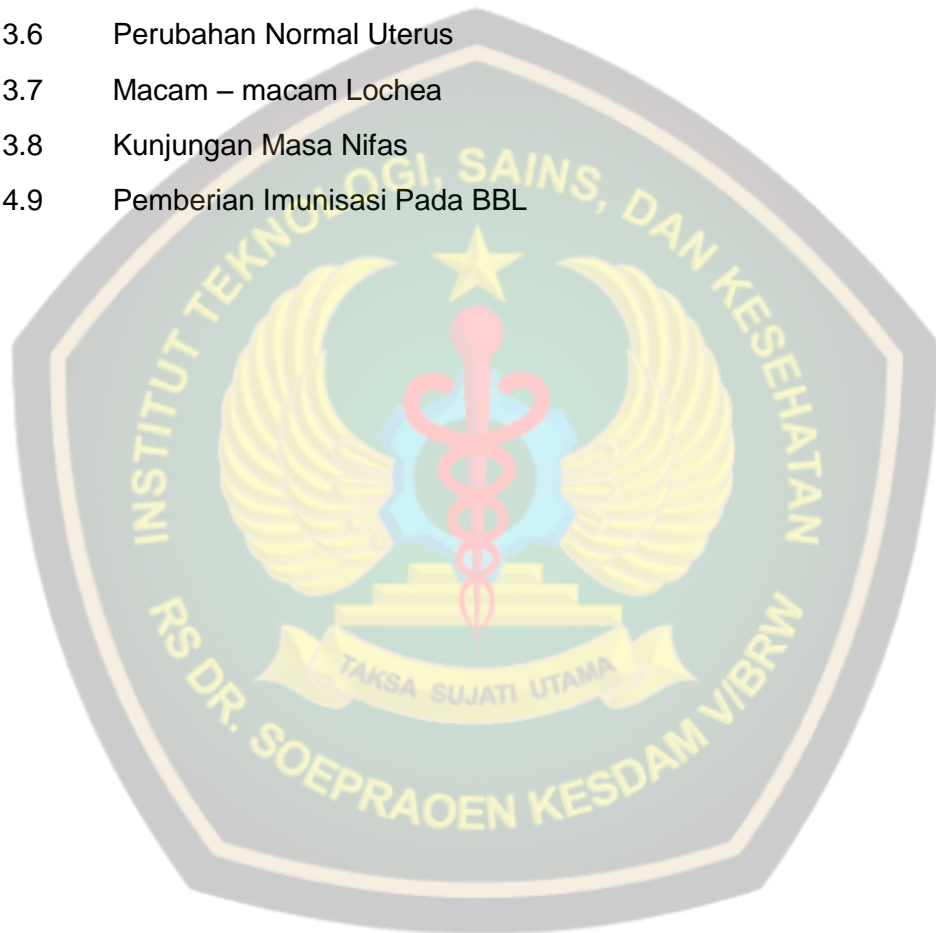 3.6 Perubahan Normal Uterus
3.7 Macam – macam Lochea
3.8 Kunjungan Masa Nifas
4.9 Pemberian Imunisasi Pada BBL
INSTITUT TEKNOLOGI, SAINS, DAN KESEHATAN
TAKSA SUJATI UTAMA
RS DR. SOEPRAOEN KESDAM V/BRW